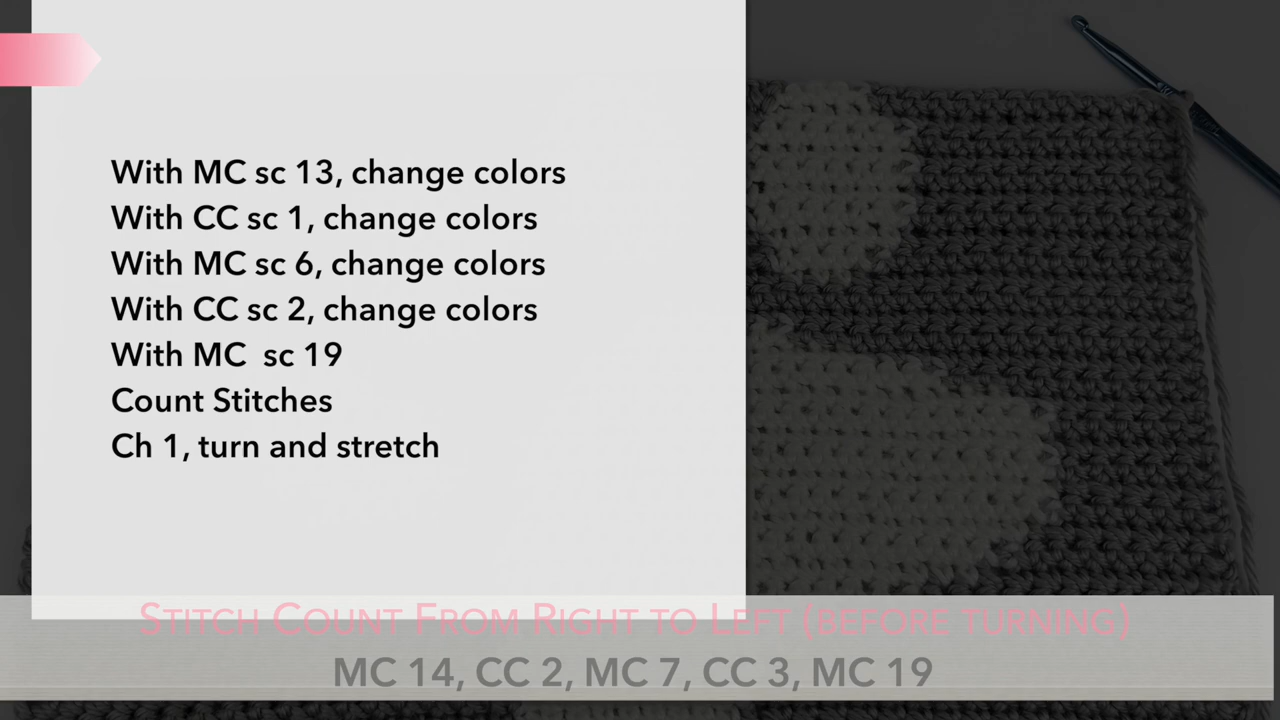 With MC sc 13, change colors
With CC sc 1, change colors
With MC sc 6, change colors
With CC sc 2, change colors
With MC  sc 19
Count Stitches
Ch 1, turn and stretch
Stitch Count From Right to Left (before turning)
MC 14, CC 2, MC 7, CC 3, MC 19